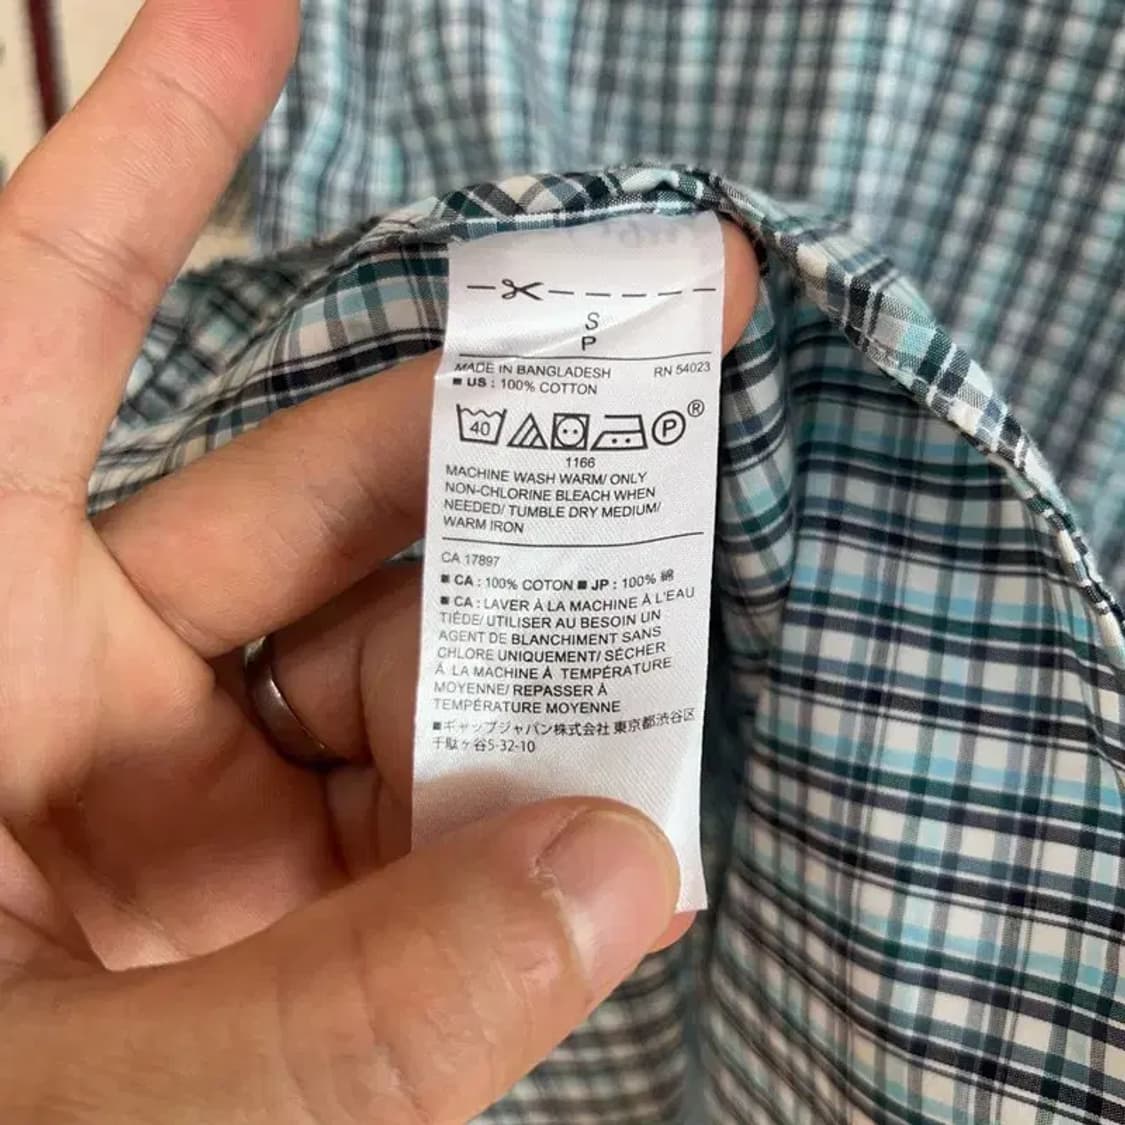 S
P
MADE IN BANGLADESH RN 54023
■ US : 100% COTTON
40 P ®
1166
MACHINE WASH WARM/ ONLY
NON-CHLORINE BLEACH WHEN
NEEDED/ TUMBLE DRY MEDIUM/
WARM IRON
CA 17897
■ CA : 100% COTON ■ JP : 100% 綿
■ CA : LAVER À LA MACHINE À L'EAU
TIÈDE/ UTILISER AU BESOIN UN
AGENT DE BLANCHIMENT SANS
CHLORE UNIQUEMENT/ SÉCHER
À LA MACHINE À TEMPÉRATURE
MOYENNE/ REPASSER À
TEMPÉRATURE MOYENNE
■ギャップジャパン株式会社 東京都渋谷区
千駄ヶ谷5-32-10